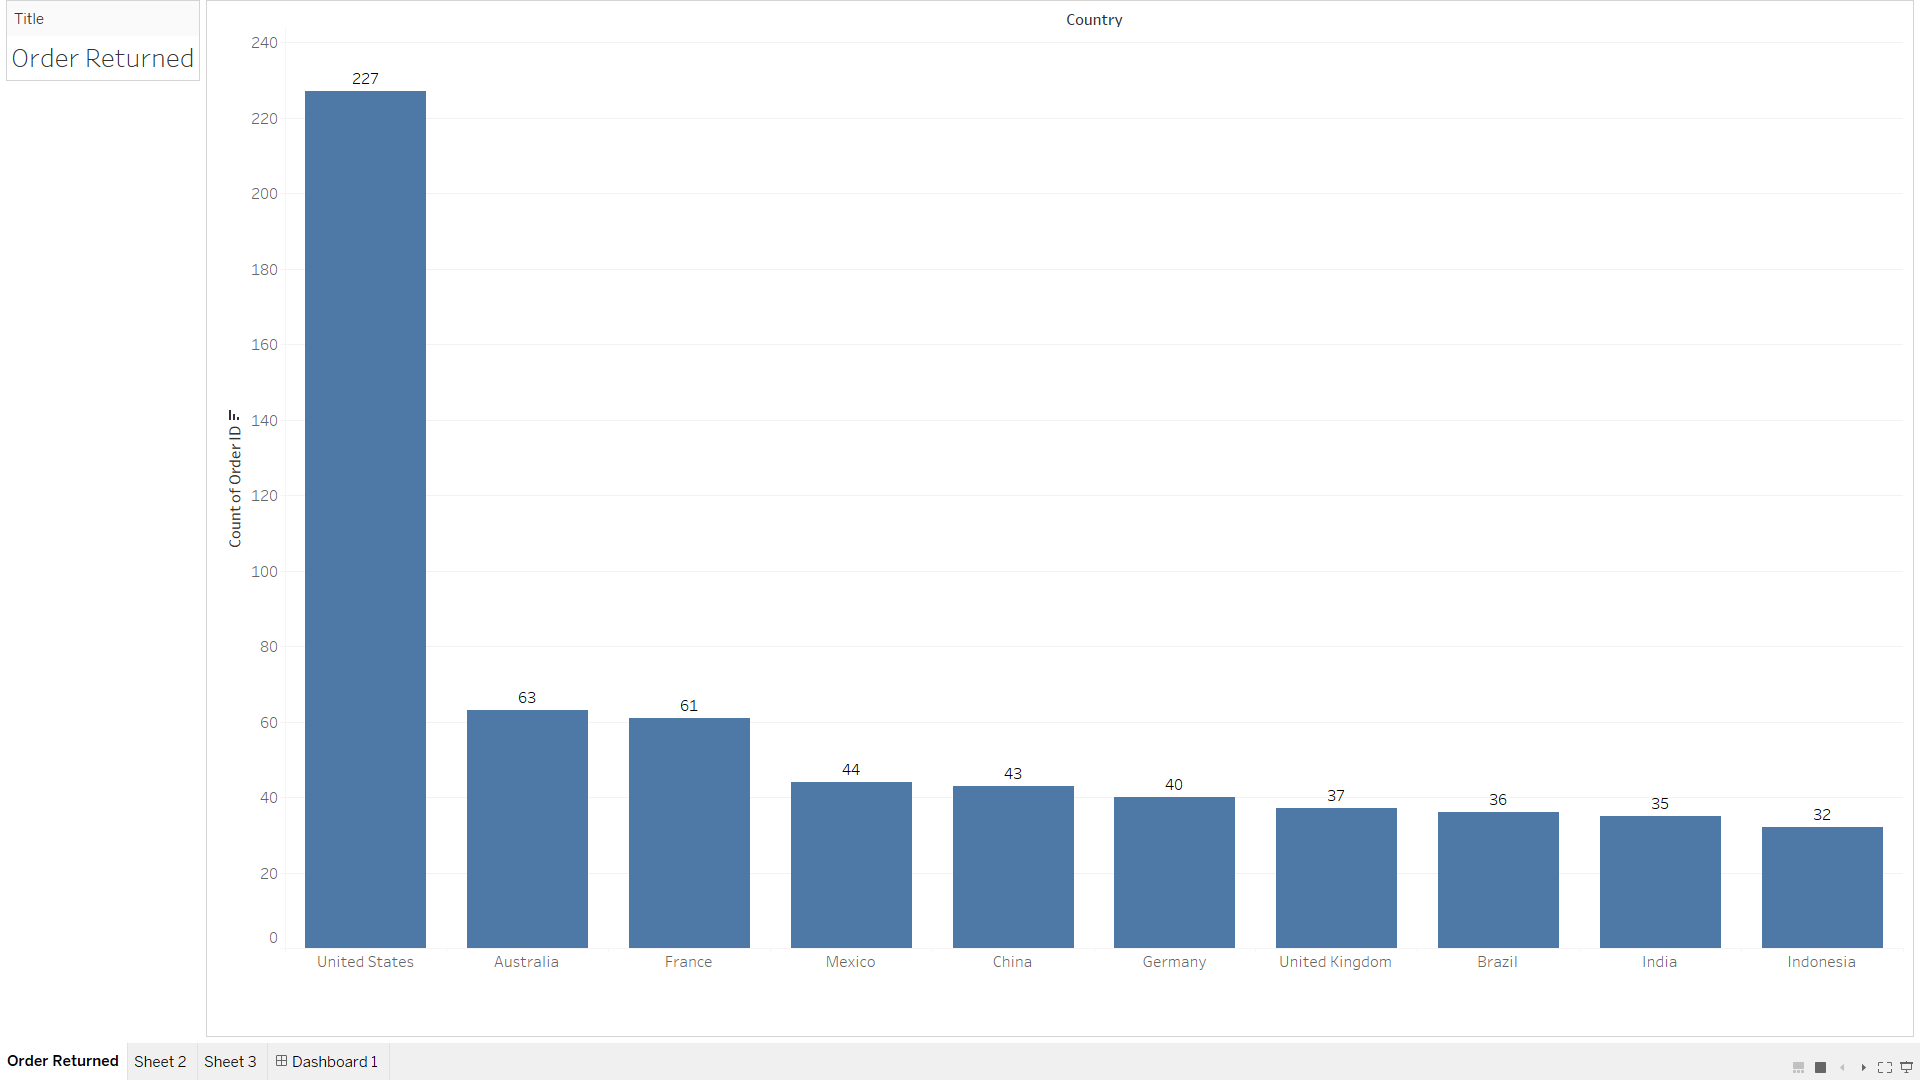 Title
Order Returned
Country
Count of Order ID
240
220
200
180
160
140
120
100
80
60
40
20
0
227
63
61
44
43
40
37
36
35
32
United States
Australia
France
Mexico
China
Germany
United Kingdom
Brazil
India
Indonesia
Order Returned
Sheet 2
Sheet 3
Dashboard 1